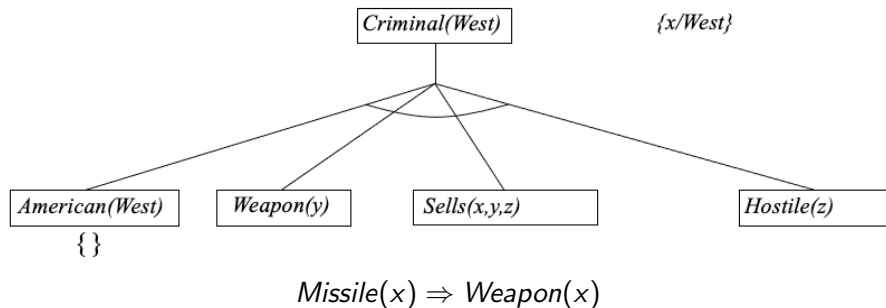 Criminal(West) {x/West}
American(West) Weapon(y) Sells(x,y,z) Hostile(z)
{ }
Missile(x) ⇒ Weapon(x)